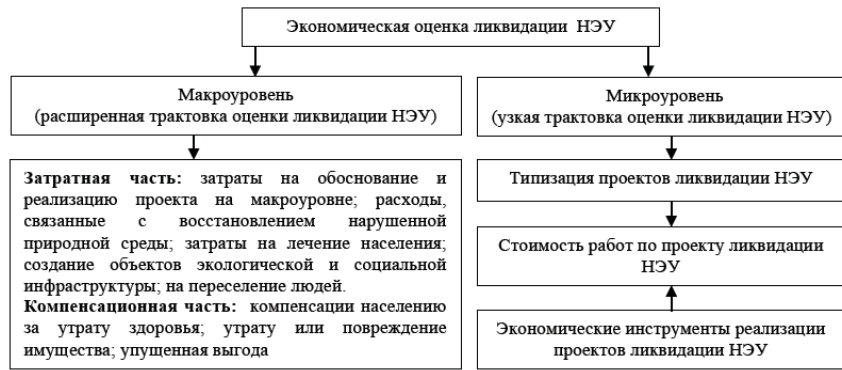 Экономическая оценка ликвидации НЭУ
Макроуровень
(расширенная трактовка оценки ликвидации НЭУ)
Затратная часть: затраты на обоснование и
реализацию проекта на макроуровне; расходы,
связанные с восстановлением нарушенной
природной среды; затраты на лечение населения;
создание объектов экологической и социальной
инфраструктуры; на переселение людей.
Компенсационная часть: компенсации населению
за утрату здоровья; утрату или повреждение
имущества; упущенная выгода
Микроуровень
(узкая трактовка оценки ликвидации НЭУ)
Типизация проектов ликвидации НЭУ
Стоимость работ по проекту ликвидации
НЭУ
Экономические инструменты реализации
проектов ликвидации НЭУ